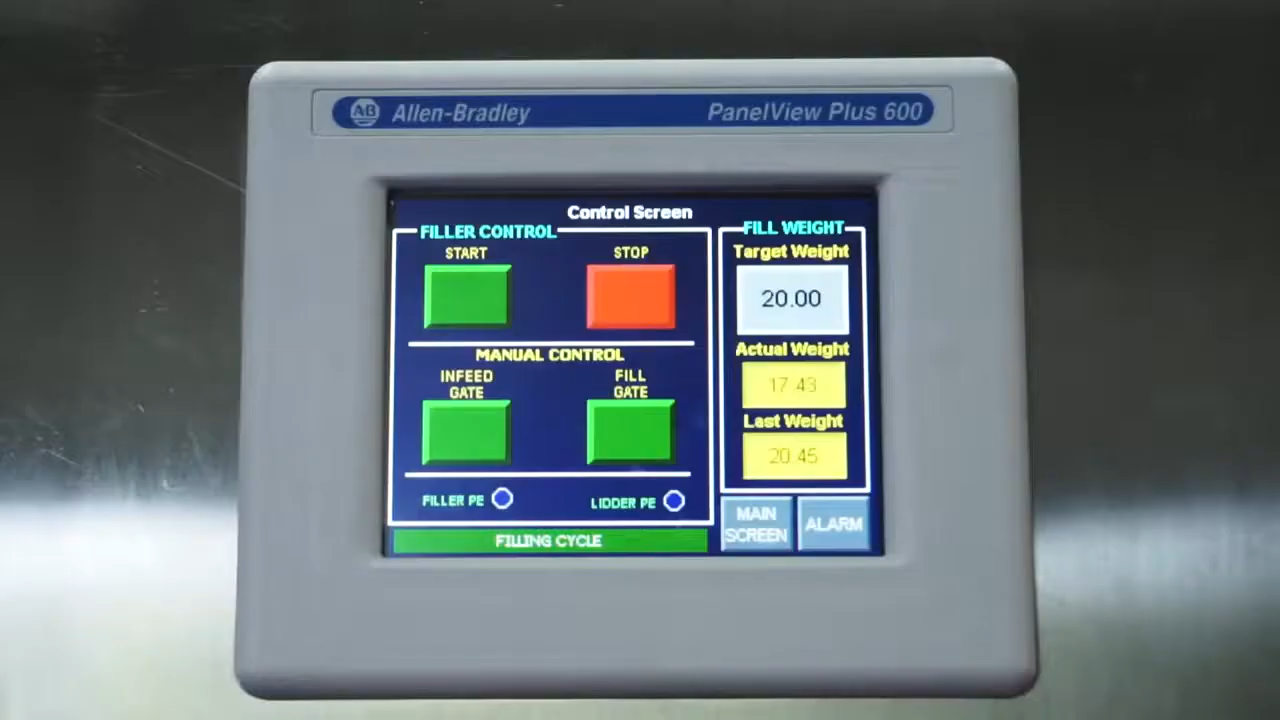 AB Allen-Bradley PanelView Plus 600
Control Screen
FILLER CONTROL
START STOP
MANUAL CONTROL
INFEED GATE
FILL GATE
FILLER PE LIDDER PE
FILLING CYCLE
FILL WEIGHT
Target Weight
20.00
Actual Weight
17.43
Last Weight
20.45
MAIN SCREEN
ALARM